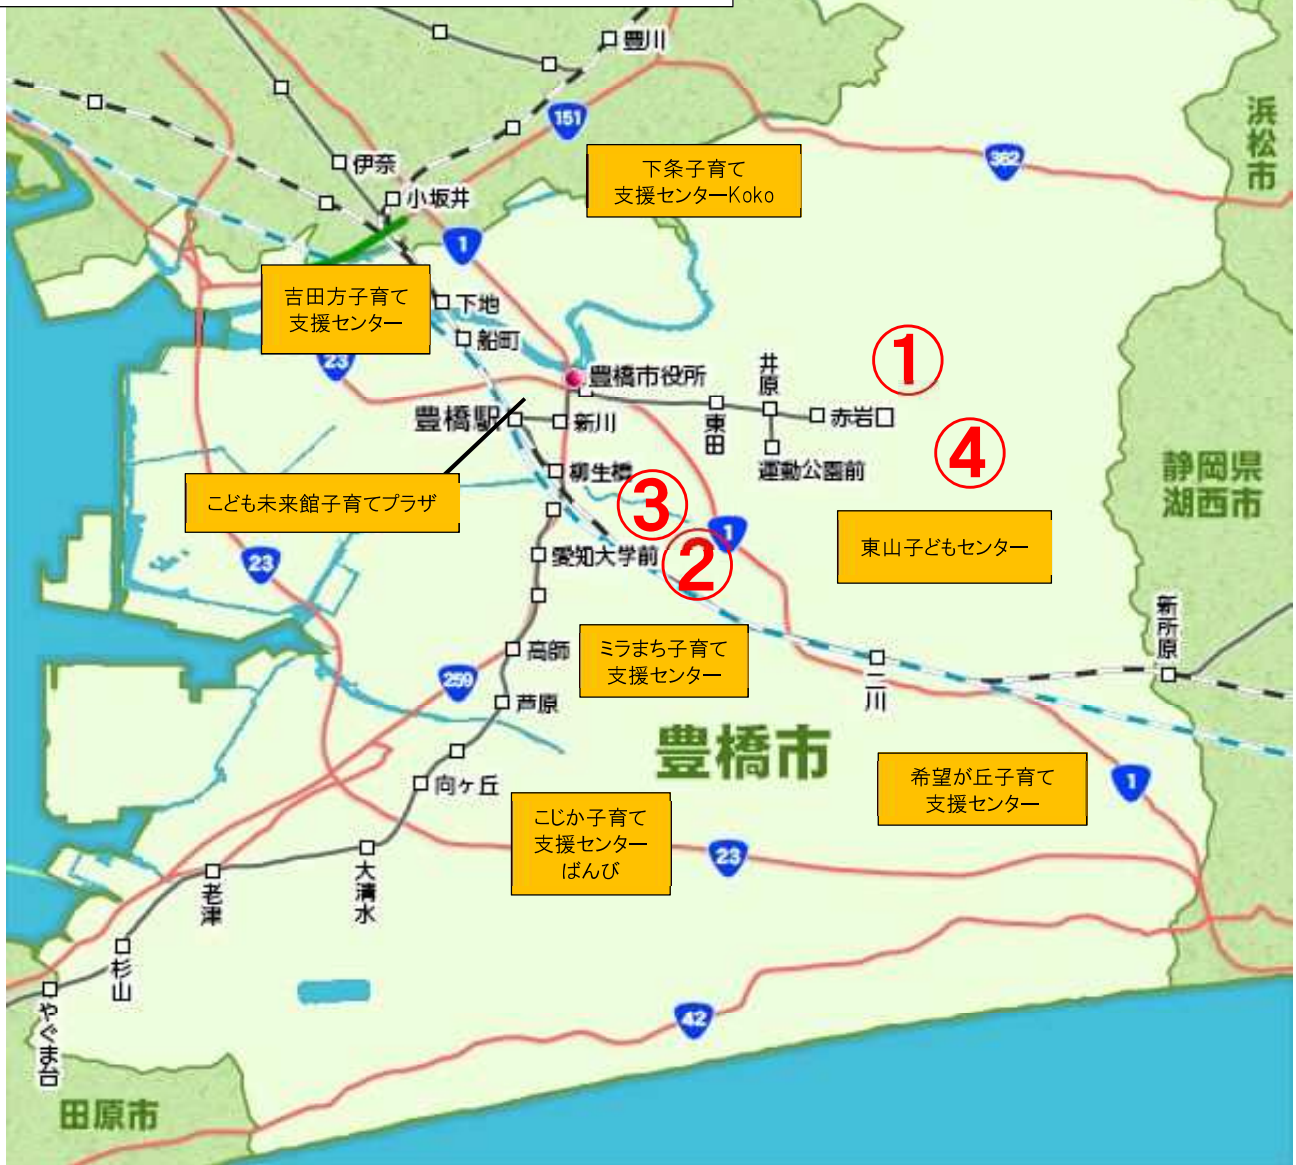 豊川
151
浜松市
362
伊奈
下条子育て
支援センターKoko
小坂井
1
吉田方子育て
支援センター
下地
船町
23
豊橋市役所
井原
①
豊橋駅
新川
東田
赤岩口
④
運動公園前
柳生橋
静岡県
湖西市
こども未来館子育てプラザ
③
1
東山子どもセンター
愛知大学前
②
23
新所原
高師
ミラまち子育て
支援センター
259
二川
芦原
豊橋市
希望が丘子育て
支援センター
1
向ヶ丘
こじか子育て
支援センター
ばんび
23
大清水
老津
杉山
やぐま台
42
田原市